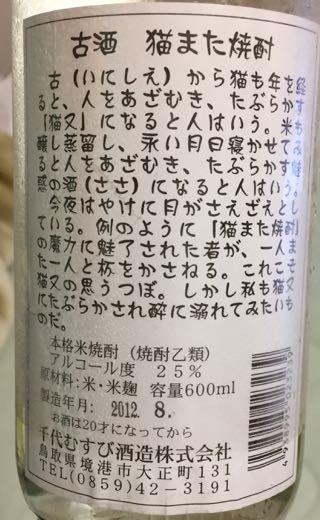 古酒 猫また焼酎
古(いにしえ)から猫も年を経
ると、人をあざむき、たぶらかす
「猫又」になると人はいう。米も
醸し蒸留し、永い月日寝かせてみ
ると人をあざむき、たぶらかす魅
惑の酒(ささ)になると人はいう。
今夜はやけに月がさえざえとし
ている。例のように「猫また焼酎」
の魔力に魅了された者が、一人ま
た一人と杯をかさねる。これこそ
猫又の思うつぼ。しかし私も猫又
にたぶらかされ酔に溺れてみたいも
のだ。
本格米焼酎(焼酎乙類)
アルコール度 25%
原材料:米・米麹 容量600ml
製造年月: 2012. 8.
お酒は20才になってから
千代むすび酒造株式会社
鳥取県境港市大正町131
TEL(0859)42-3191